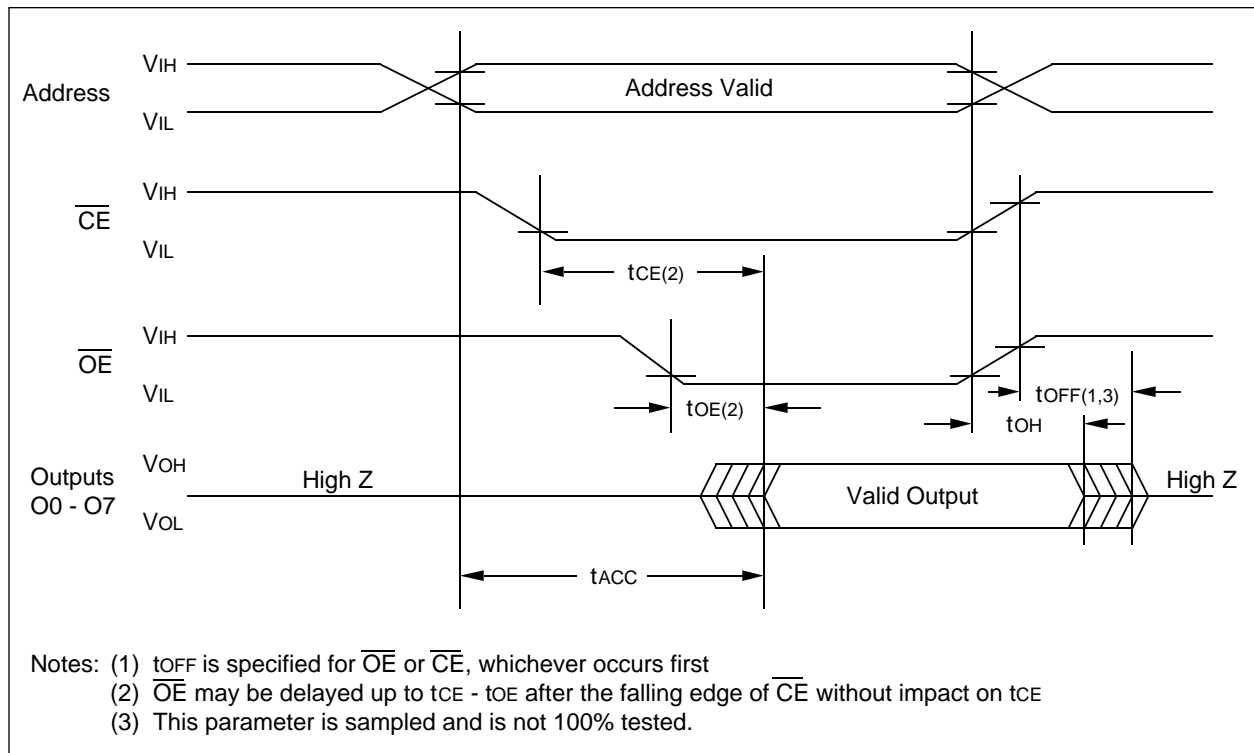 VIH
Address
Address Valid
VIL
VIH
CE
VIL
tCE(2)
VIH
OE
VIL
tOE(2)
tOFF(1,3)
tOH
VOH
Outputs
O0 - O7
High Z
Valid Output
High Z
VOL
tACC
Notes: (1) tOFF is specified for OE or CE, whichever occurs first
(2) OE may be delayed up to tCE - tOE after the falling edge of CE without impact on tCE
(3) This parameter is sampled and is not 100% tested.